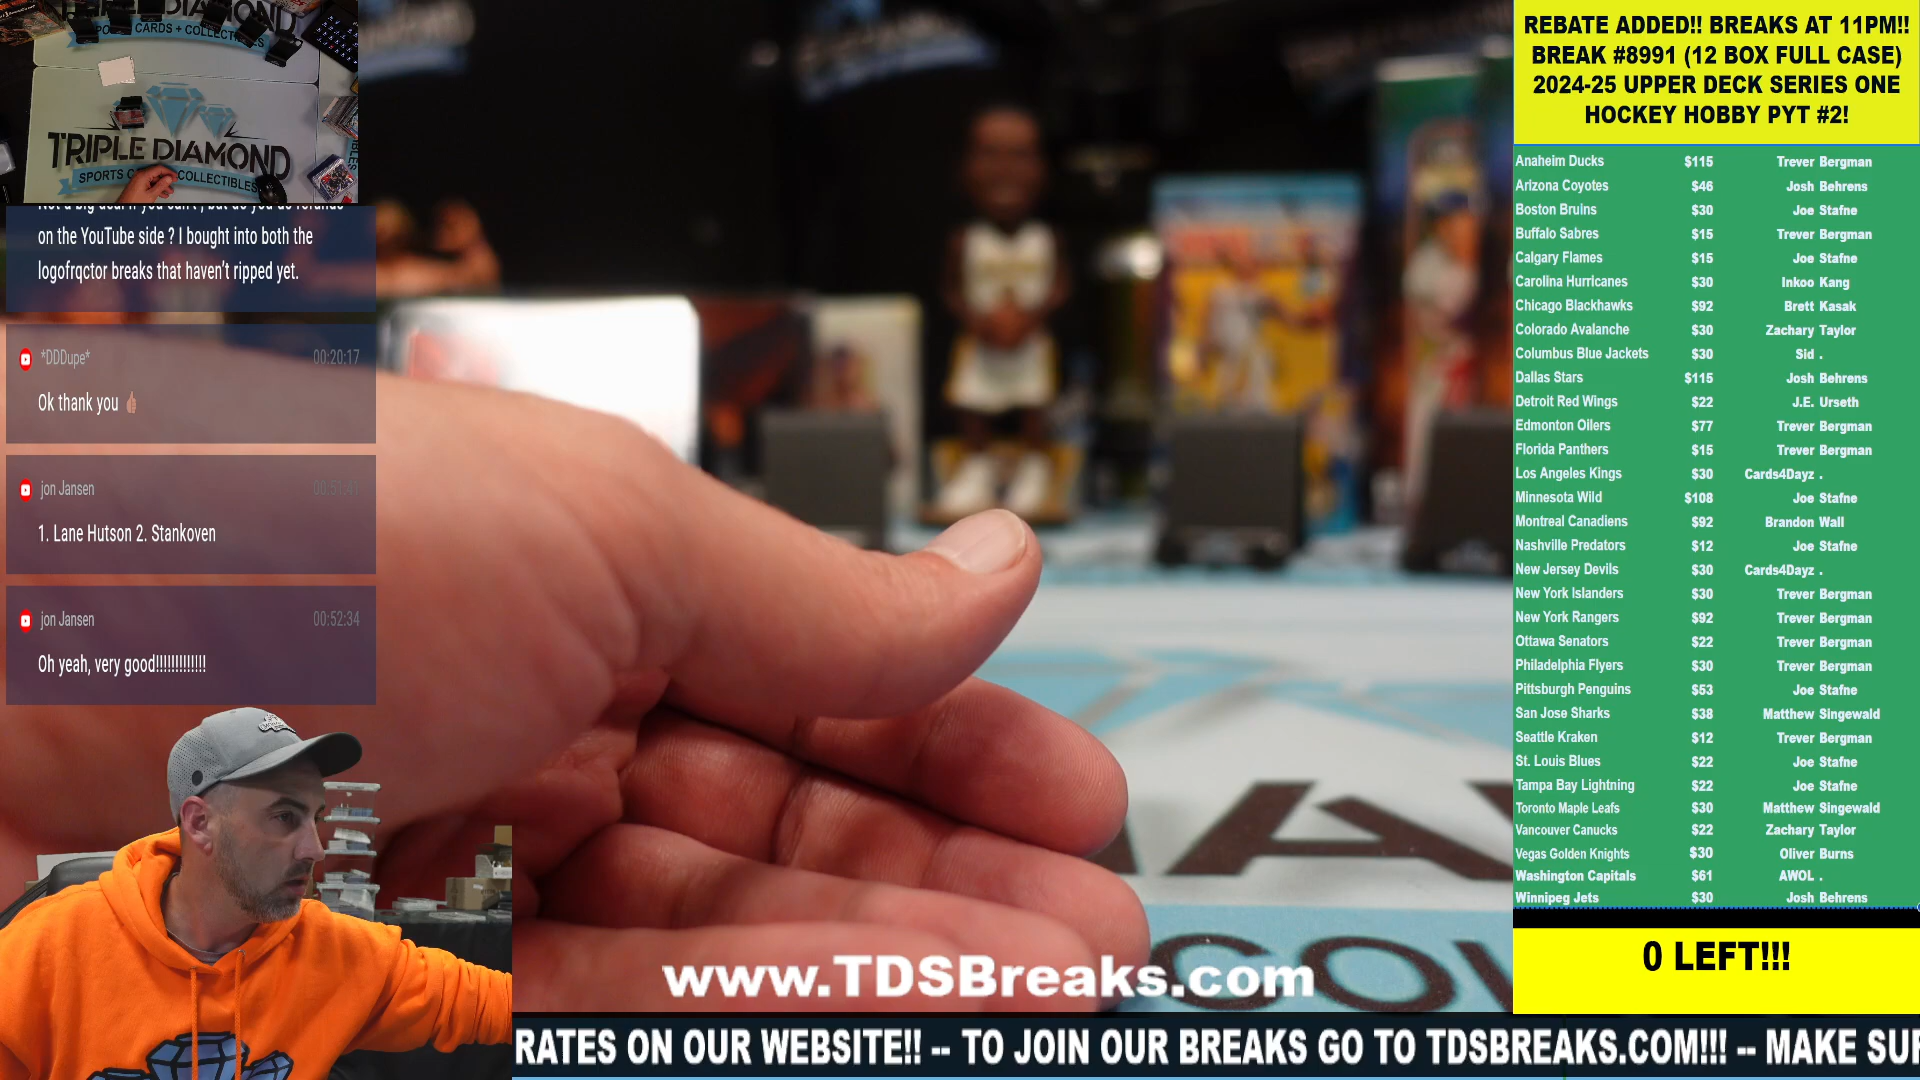 TRIPLE DIAMOND
SPORTS CARDS + COLLECTIBLES
TRIPLE DIAMOND
SPORTS COLLECTIBLES
on the YouTube side ? I bought into both the
logofrqctor breaks that haven't ripped yet.
*DDDupe* 00:20:17
Ok thank you 👍
jon Jansen 00:51:41
1. Lane Hutson 2. Stankoven
jon Jansen 00:52:34
Oh yeah, very good!!!!!!!!!!!!!
www.TDSBreaks.com
RATES ON OUR WEBSITE!! -- TO JOIN OUR BREAKS GO TO TDSBREAKS.COM!!! -- MAKE SUR
REBATE ADDED!! BREAKS AT 11PM!!
BREAK #8991 (12 BOX FULL CASE)
2024-25 UPPER DECK SERIES ONE
HOCKEY HOBBY PYT #2!
Anaheim Ducks $115 Trever Bergman
Arizona Coyotes $46 Josh Behrens
Boston Bruins $30 Joe Stafne
Buffalo Sabres $15 Trever Bergman
Calgary Flames $15 Joe Stafne
Carolina Hurricanes $30 Inkoo Kang
Chicago Blackhawks $92 Brett Kasak
Colorado Avalanche $30 Zachary Taylor
Columbus Blue Jackets $30 Sid .
Dallas Stars $115 Josh Behrens
Detroit Red Wings $22 J.E. Urseth
Edmonton Oilers $77 Trever Bergman
Florida Panthers $15 Trever Bergman
Los Angeles Kings $30 Cards4Dayz .
Minnesota Wild $108 Joe Stafne
Montreal Canadiens $92 Brandon Wall
Nashville Predators $12 Joe Stafne
New Jersey Devils $30 Cards4Dayz .
New York Islanders $30 Trever Bergman
New York Rangers $92 Trever Bergman
Ottawa Senators $22 Trever Bergman
Philadelphia Flyers $30 Trever Bergman
Pittsburgh Penguins $53 Joe Stafne
San Jose Sharks $38 Matthew Singewald
Seattle Kraken $12 Trever Bergman
St. Louis Blues $22 Joe Stafne
Tampa Bay Lightning $22 Joe Stafne
Toronto Maple Leafs $30 Matthew Singewald
Vancouver Canucks $22 Zachary Taylor
Vegas Golden Knights $30 Oliver Burns
Washington Capitals $61 AWOL .
Winnipeg Jets $30 Josh Behrens
0 LEFT!!!